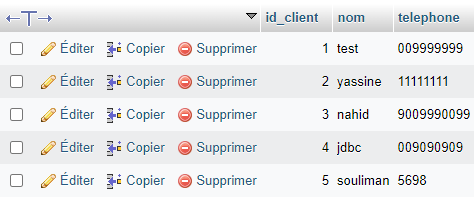 id_client nom telephone
Éditer Copier Supprimer 1 test 009999999
Éditer Copier Supprimer 2 yassine 11111111
Éditer Copier Supprimer 3 nahid 9009990099
Éditer Copier Supprimer 4 jdbc 009090909
Éditer Copier Supprimer 5 souliman 5698